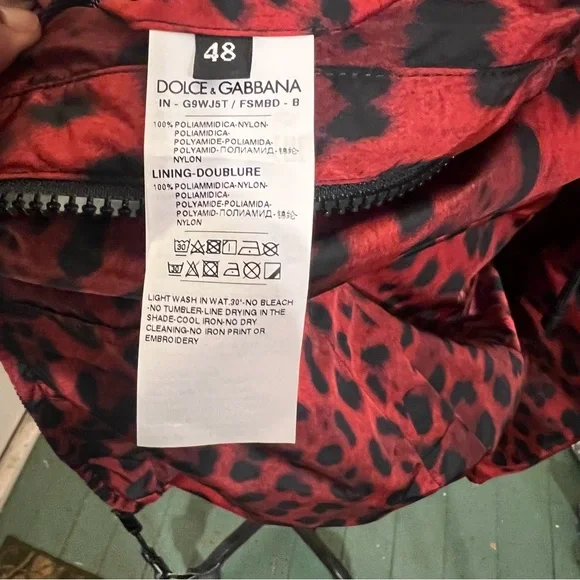 48
DOLCE & GABBANA
IN - G9WJ5T / FSMBD - B
100% POLIAMMIDICA-NYLON-
POLIAMIDICA-
POLYAMIDE-POLIAMIDA-
POLYAMID-ПОЛИАМИД-
NYLON
LINING-DOUBLURE
100% POLIAMMIDICA-NYLON-
POLIAMIDICA-
POLYAMIDE-POLIAMIDA-
POLYAMID-ПОЛИАМИД-
NYLON
30
LIGHT WASH IN WAT.30°-NO BLEACH
-NO TUMBLER-LINE DRYING IN THE
SHADE-COOL IRON-NO DRY
CLEANING-NO IRON PRINT OR
EMBROIDERY